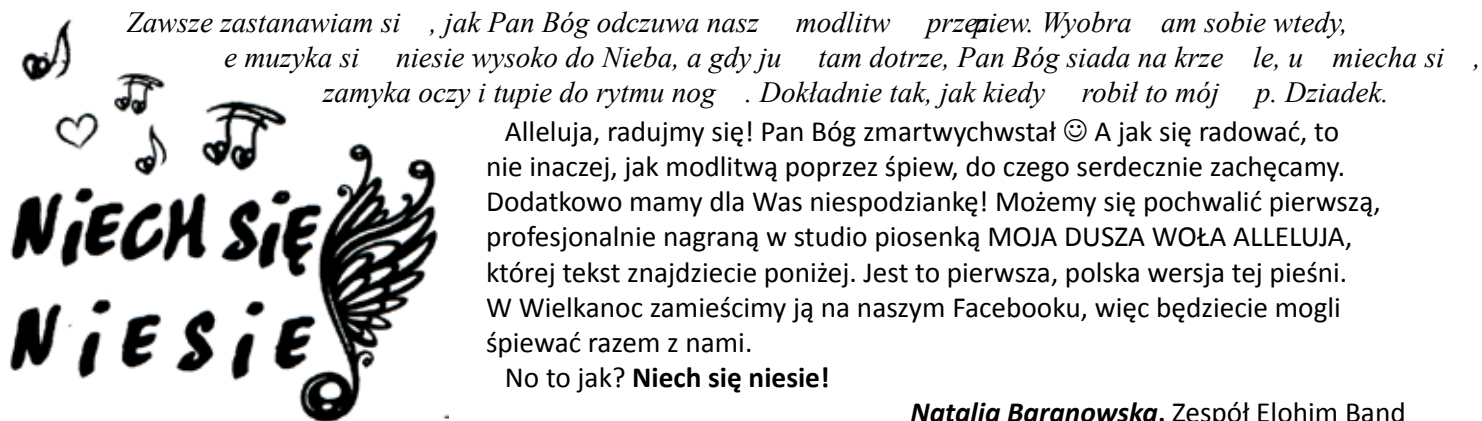 Zawsze zastanawiam si , jak Pan Bóg odczuwa nasz modlitw przez piew. Wyobra am sobie wtedy,
e muzyka si niesie wysoko do Nieba, a gdy ju tam dotrze, Pan Bóg siada na krze le, u miecha si ,
zamyka oczy i tupie do rytmu nog . Dokładnie tak, jak kiedy robił to mój p. Dziadek.
NIECH SIĘ
NIESIE
Alleluja, radujmy się! Pan Bóg zmartwychwstał ☺ A jak się radować, to
nie inaczej, jak modlitwą poprzez śpiew, do czego serdecznie zachęcamy.
Dodatkowo mamy dla Was niespodziankę! Możemy się pochwalić pierwszą,
profesjonalnie nagraną w studio piosenką MOJA DUSZA WOŁA ALLELUJA,
której tekst znajdziecie poniżej. Jest to pierwsza, polska wersja tej pieśni.
W Wielkanoc zamieścimy ją na naszym Facebooku, więc będziecie mogli
śpiewać razem z nami.
No to jak? Niech się niesie!
Natalia Baranowska, Zespół Elohim Band